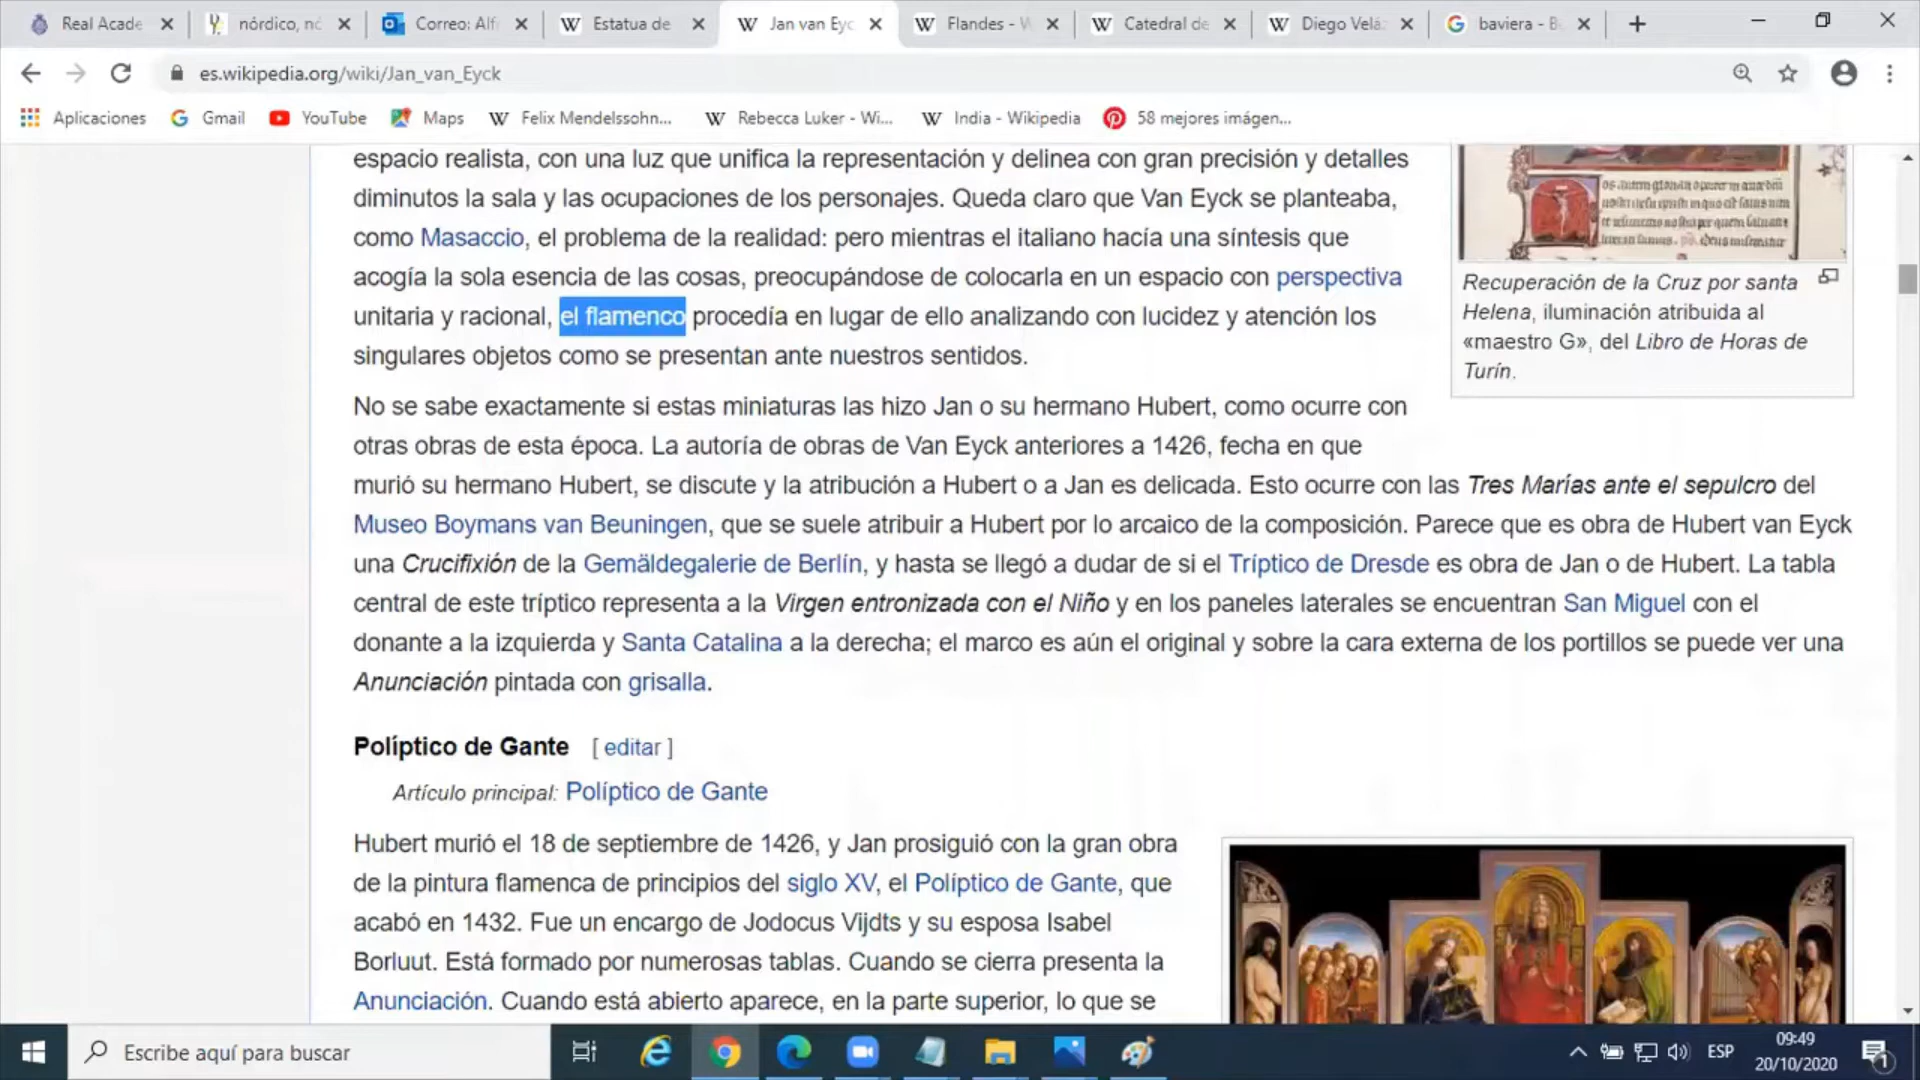 Real Acade
nórdico, nó
Correo: Alf
Estatua de
Jan van Eyc
Flandes - W
Catedral de
Diego Veláz
baviera - B
es.wikipedia.org/wiki/Jan_van_Eyck
Aplicaciones
Gmail
YouTube
Maps
Felix Mendelssohn...
Rebecca Luker - Wi...
India - Wikipedia
58 mejores imágen...
espacio realista, con una luz que unifica la representación y delinea con gran precisión y detalles
diminutos la sala y las ocupaciones de los personajes. Queda claro que Van Eyck se planteaba,
como Masaccio, el problema de la realidad: pero mientras el italiano hacía una síntesis que
acogía la sola esencia de las cosas, preocupándose de colocarla en un espacio con perspectiva
unitaria y racional, el flamenco procedía en lugar de ello analizando con lucidez y atención los
singulares objetos como se presentan ante nuestros sentidos.
Recuperación de la Cruz por santa
Helena, iluminación atribuida al
«maestro G», del Libro de Horas de
Turín.
No se sabe exactamente si estas miniaturas las hizo Jan o su hermano Hubert, como ocurre con
otras obras de esta época. La autoría de obras de Van Eyck anteriores a 1426, fecha en que
murió su hermano Hubert, se discute y la atribución a Hubert o a Jan es delicada. Esto ocurre con las Tres Marías ante el sepulcro del
Museo Boymans van Beuningen, que se suele atribuir a Hubert por lo arcaico de la composición. Parece que es obra de Hubert van Eyck
una Crucifixión de la Gemäldegalerie de Berlín, y hasta se llegó a dudar de si el Tríptico de Dresde es obra de Jan o de Hubert. La tabla
central de este tríptico representa a la Virgen entronizada con el Niño y en los paneles laterales se encuentran San Miguel con el
donante a la izquierda y Santa Catalina a la derecha; el marco es aún el original y sobre la cara externa de los portillos se puede ver una
Anunciación pintada con grisalla.
Políptico de Gante [ editar ]
Artículo principal: Políptico de Gante
Hubert murió el 18 de septiembre de 1426, y Jan prosiguió con la gran obra
de la pintura flamenca de principios del siglo XV, el Políptico de Gante, que
acabó en 1432. Fue un encargo de Jodocus Vijdts y su esposa Isabel
Borluut. Está formado por numerosas tablas. Cuando se cierra presenta la
Anunciación. Cuando está abierto aparece, en la parte superior, lo que se
Escribe aquí para buscar
ESP
09:49
20/10/2020
1